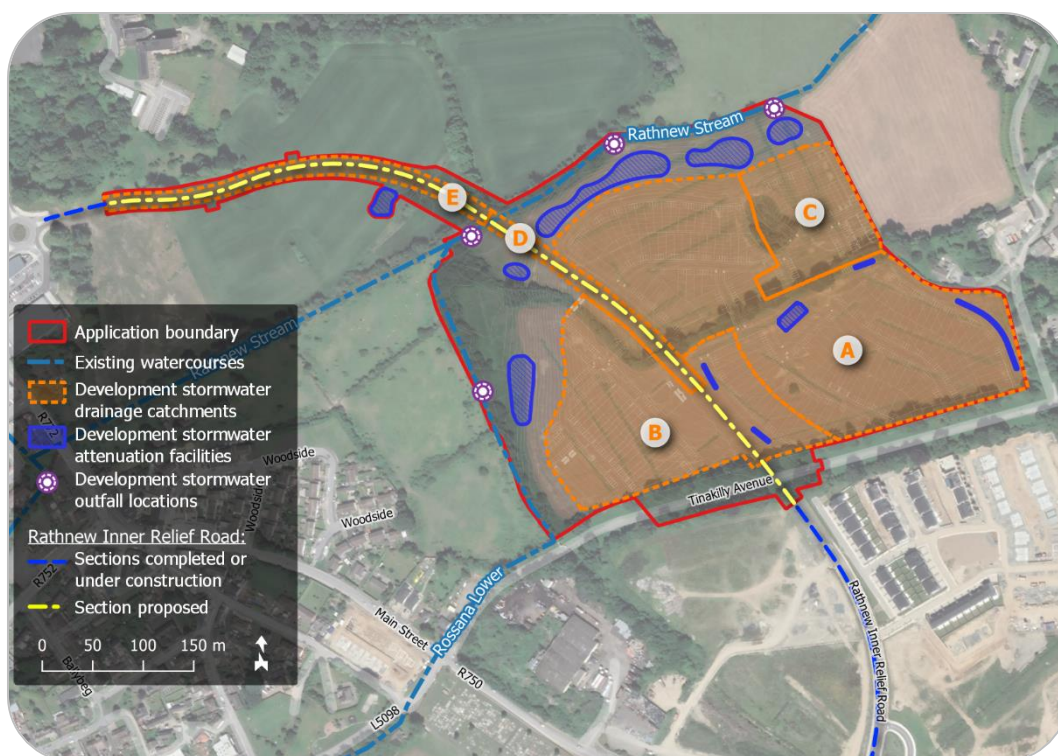 Rathnew Stream
E
D
C
A
B
Application boundary
Existing watercourses
Development stormwater
drainage catchments
Development stormwater
attenuation facilities
Development stormwater
outfall locations
Rathnew Inner Relief Road:
Sections completed or
under construction
Section proposed
0 50 100 150 m
Rathnew Stream
R772
R752
Ballybeg
Woodside
Woodside
Tinakilly Avenue
Main Street
Rossana Lower
R750
L5098
Rathnew Inner Relief Road